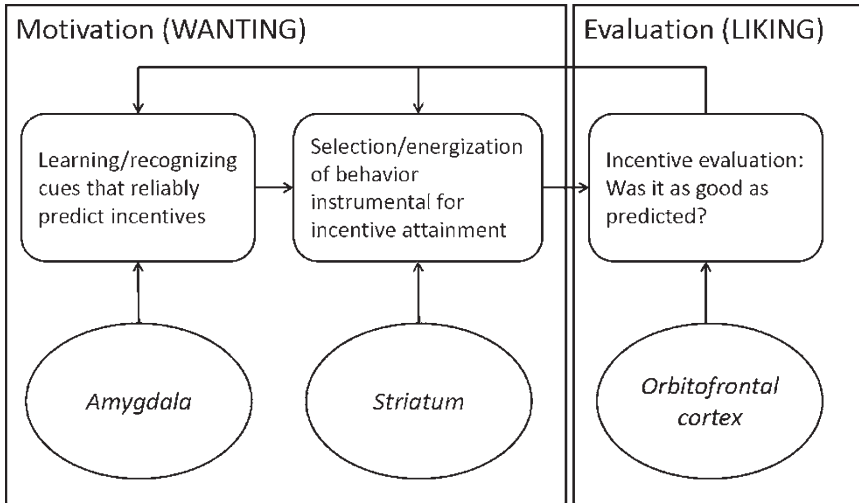 Motivation (WANTING)
Evaluation (LIKING)
Learning/recognizing
cues that reliably
predict incentives
Selection/energization
of behavior
instrumental for
incentive attainment
Incentive evaluation:
Was it as good as
predicted?
Amygdala
Striatum
Orbitofrontal
cortex